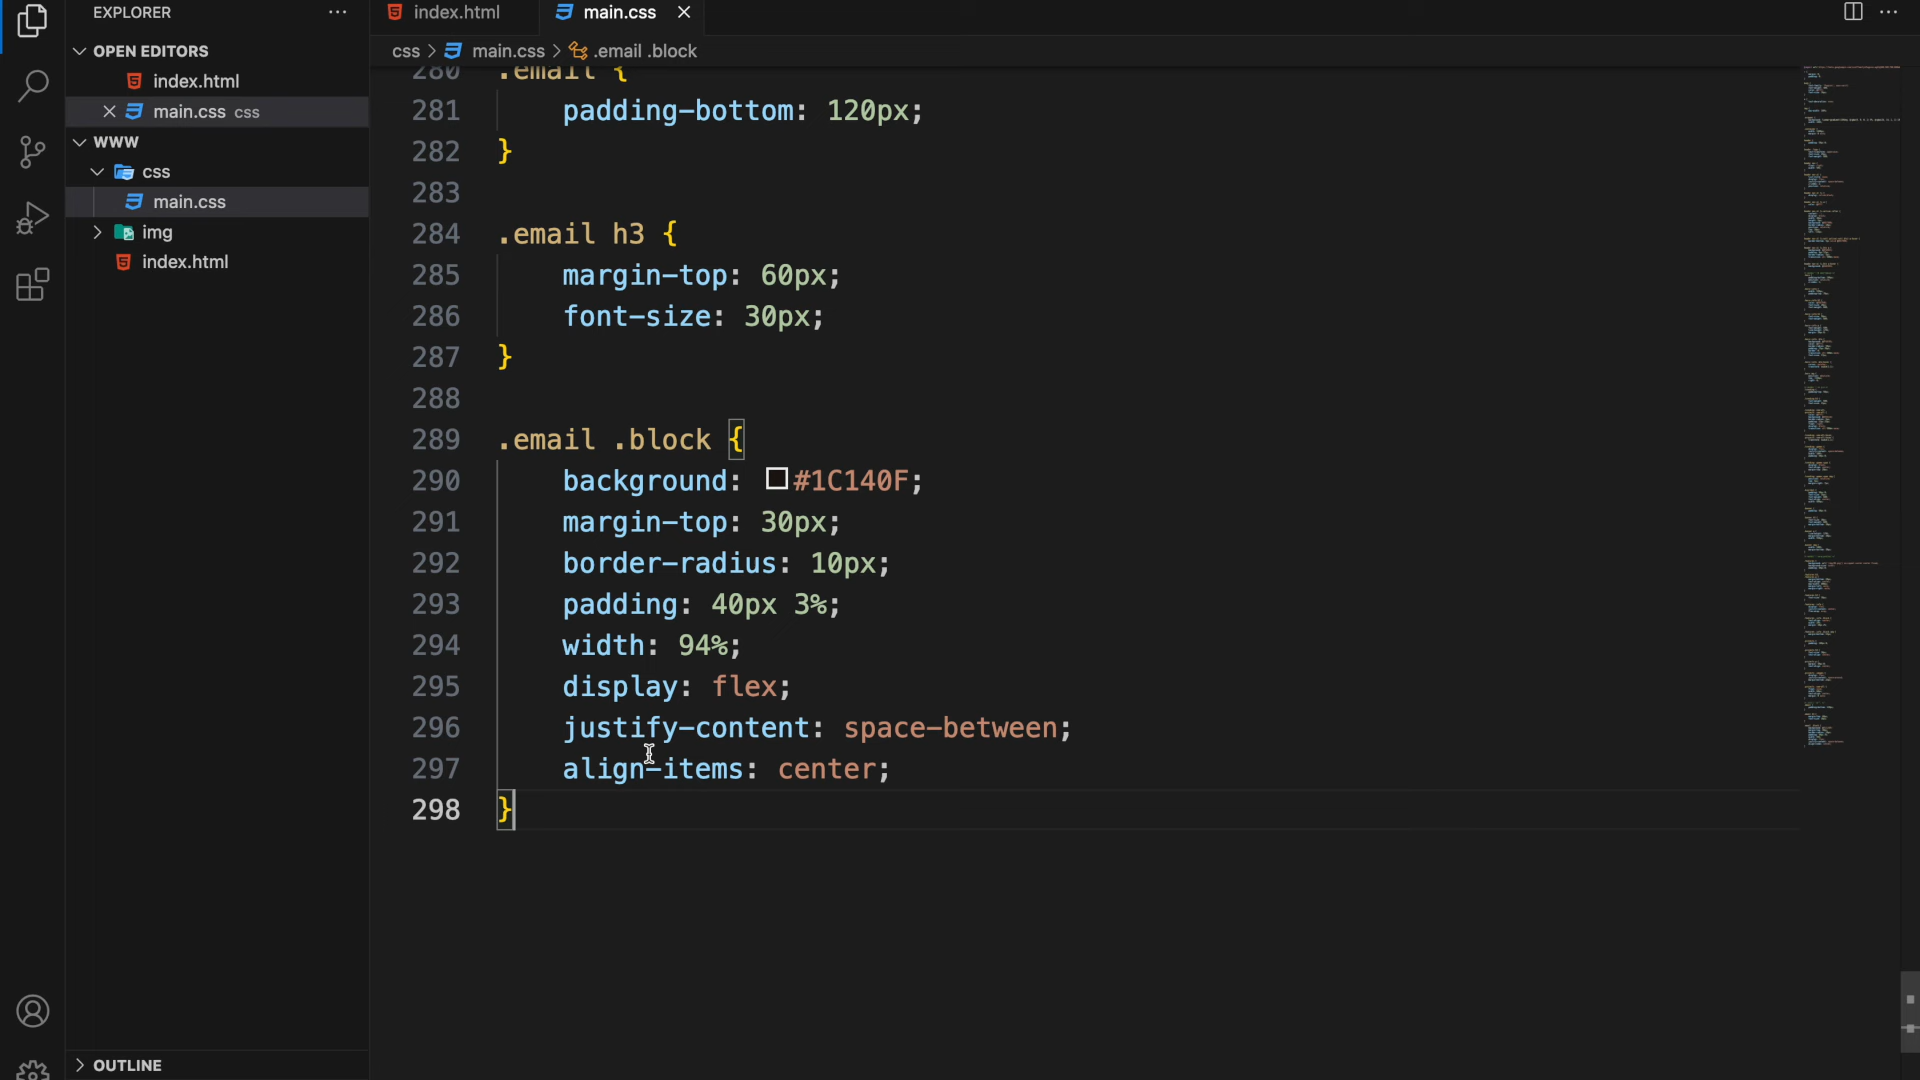 EXPLORER
index.html
main.css
OPEN EDITORS
css > main.css > .email .block
index.html
main.css css
WWW
css
main.css
img
index.html
280 .email {
281 padding-bottom: 120px;
282 }
283
284 .email h3 {
285 margin-top: 60px;
286 font-size: 30px;
287 }
288
289 .email .block {
290 background: #1C140F;
291 margin-top: 30px;
292 border-radius: 10px;
293 padding: 40px 3%;
294 width: 94%;
295 display: flex;
296 justify-content: space-between;
297 align-items: center;
298 }
OUTLINE